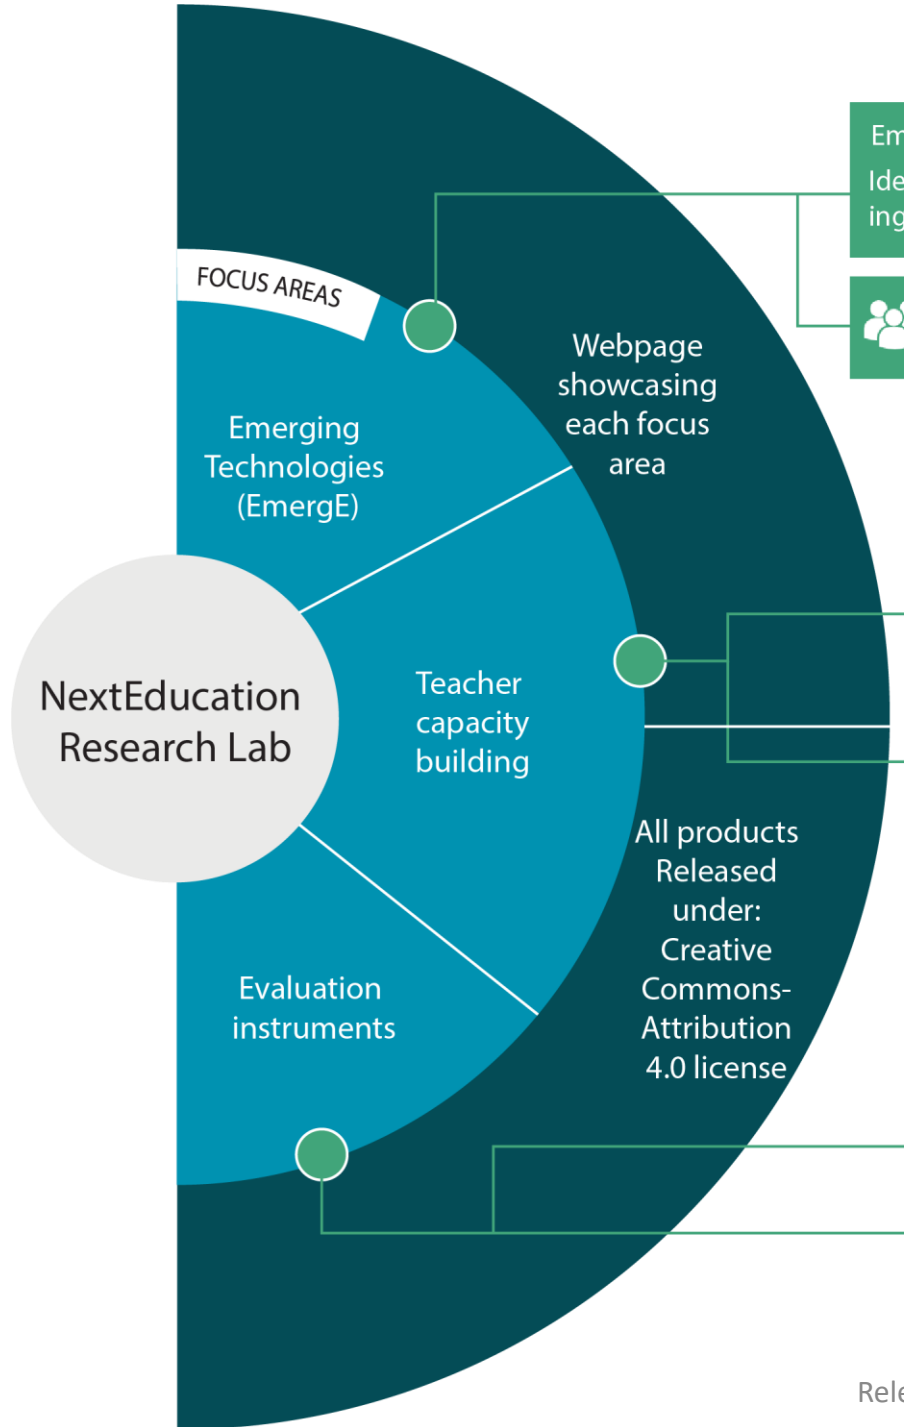 FOCUS AREAS
Emerging
Technologies
(EmergE)
NextEducation
Research Lab
Teacher
capacity
building
Evaluation
instruments
Webpage
showcasing
each focus
area
All products
Released
under:
Creative
Commons-
Attribution
4.0 license